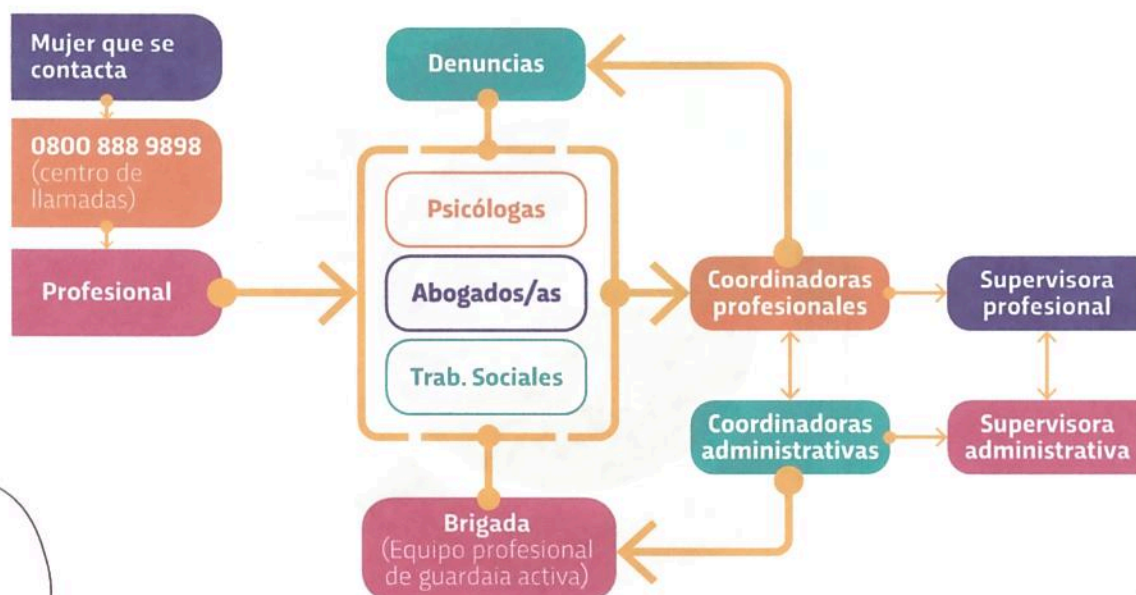 Mujer que se
contacta
0800 888 9898
(centro de
llamadas)
Profesional
Denuncias
Psicólogas
Abogados/as
Trab. Sociales
Brigada
(Equipo profesional
de guardaia activa)
Coordinadoras
profesionales
Coordinadoras
administrativas
Supervisora
profesional
Supervisora
administrativa